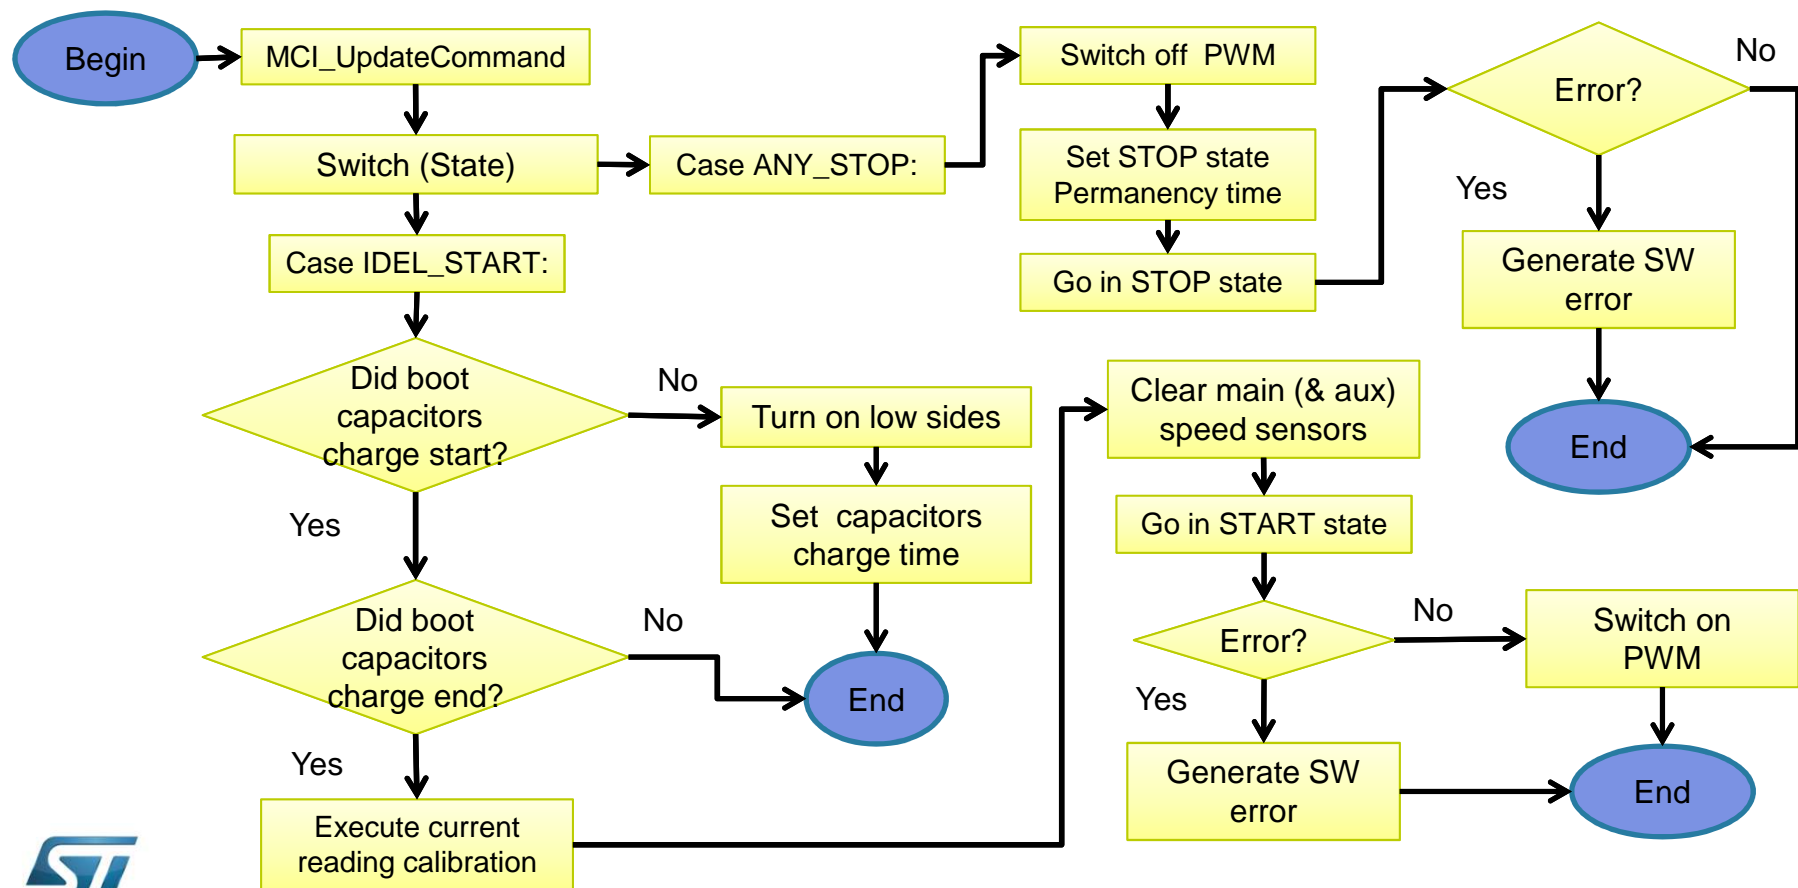 Begin
MCI_UpdateCommand
Switch (State)
Case ANY_STOP:
Case IDEL_START:
Switch off PWM
Set STOP state
Permanency time
Go in STOP state
Error?
No
Yes
Generate SW
error
End
Did boot
capacitors
charge start?
No
Turn on low sides
Set capacitors
charge time
Yes
Did boot
capacitors
charge end?
No
End
Yes
Execute current
reading calibration
Clear main (& aux)
speed sensors
Go in START state
Error?
No
Switch on
PWM
Yes
Generate SW
error
End
ST